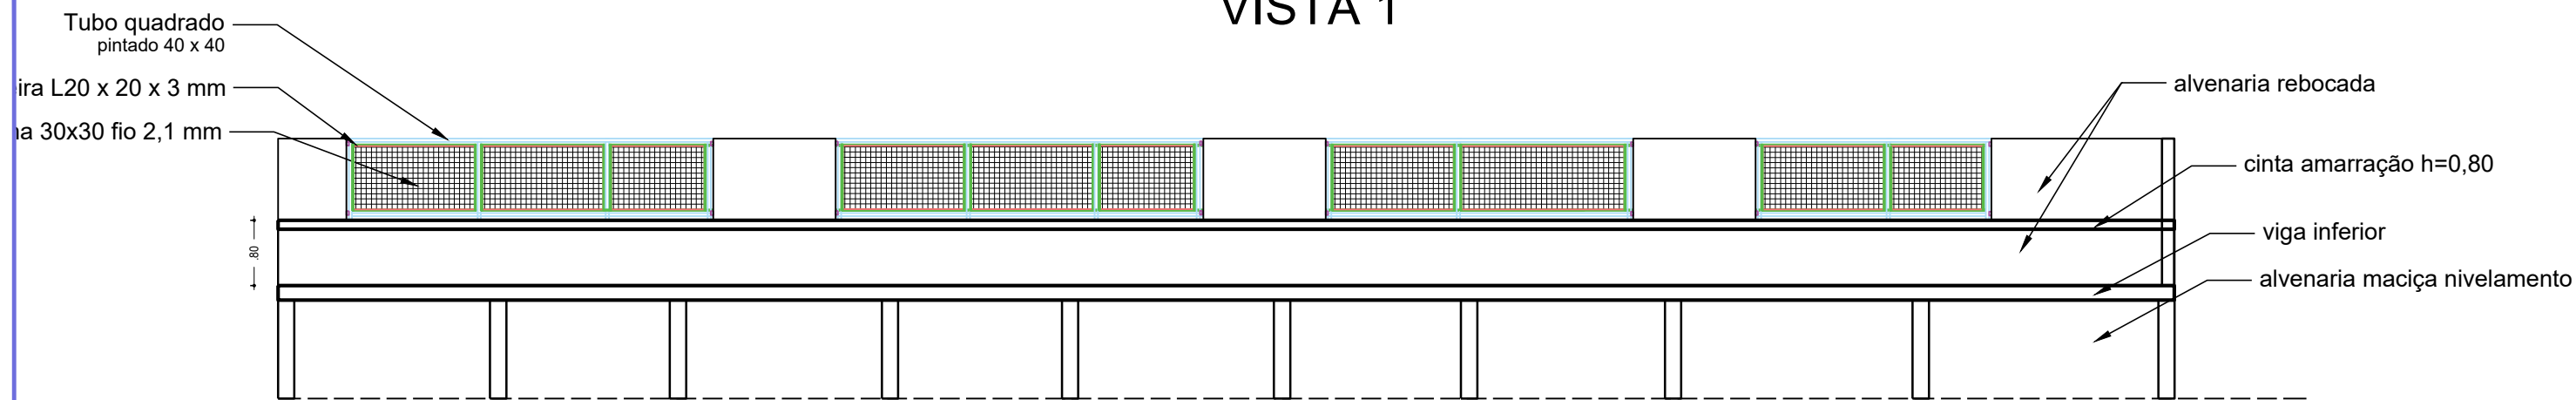 VISTA 1
Tubo quadrado
pintado 40 x 40
L20 x 20 x 3 mm
30x30 fio 2,1 mm
alvenaria rebocada
cinta amarração h=0,80
viga inferior
alvenaria maciça nivelamento
.80